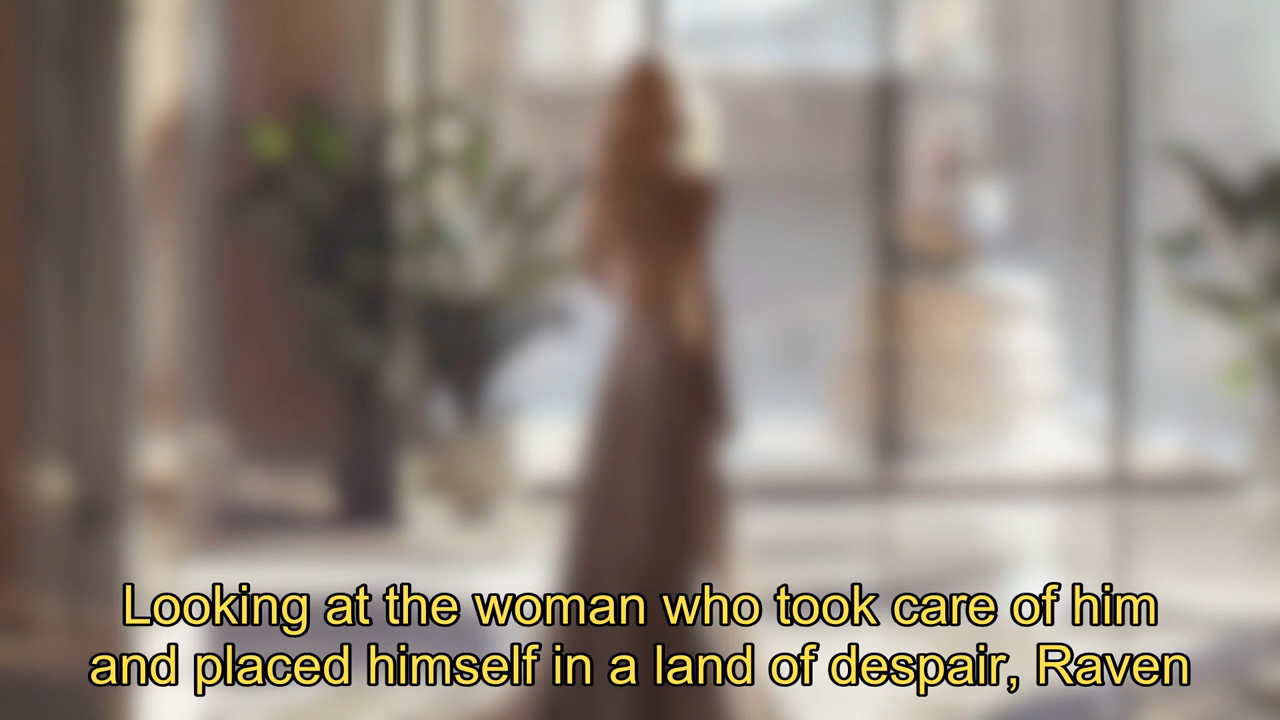 Looking at the woman who took care of him
and placed himself in a land of despair, Raven